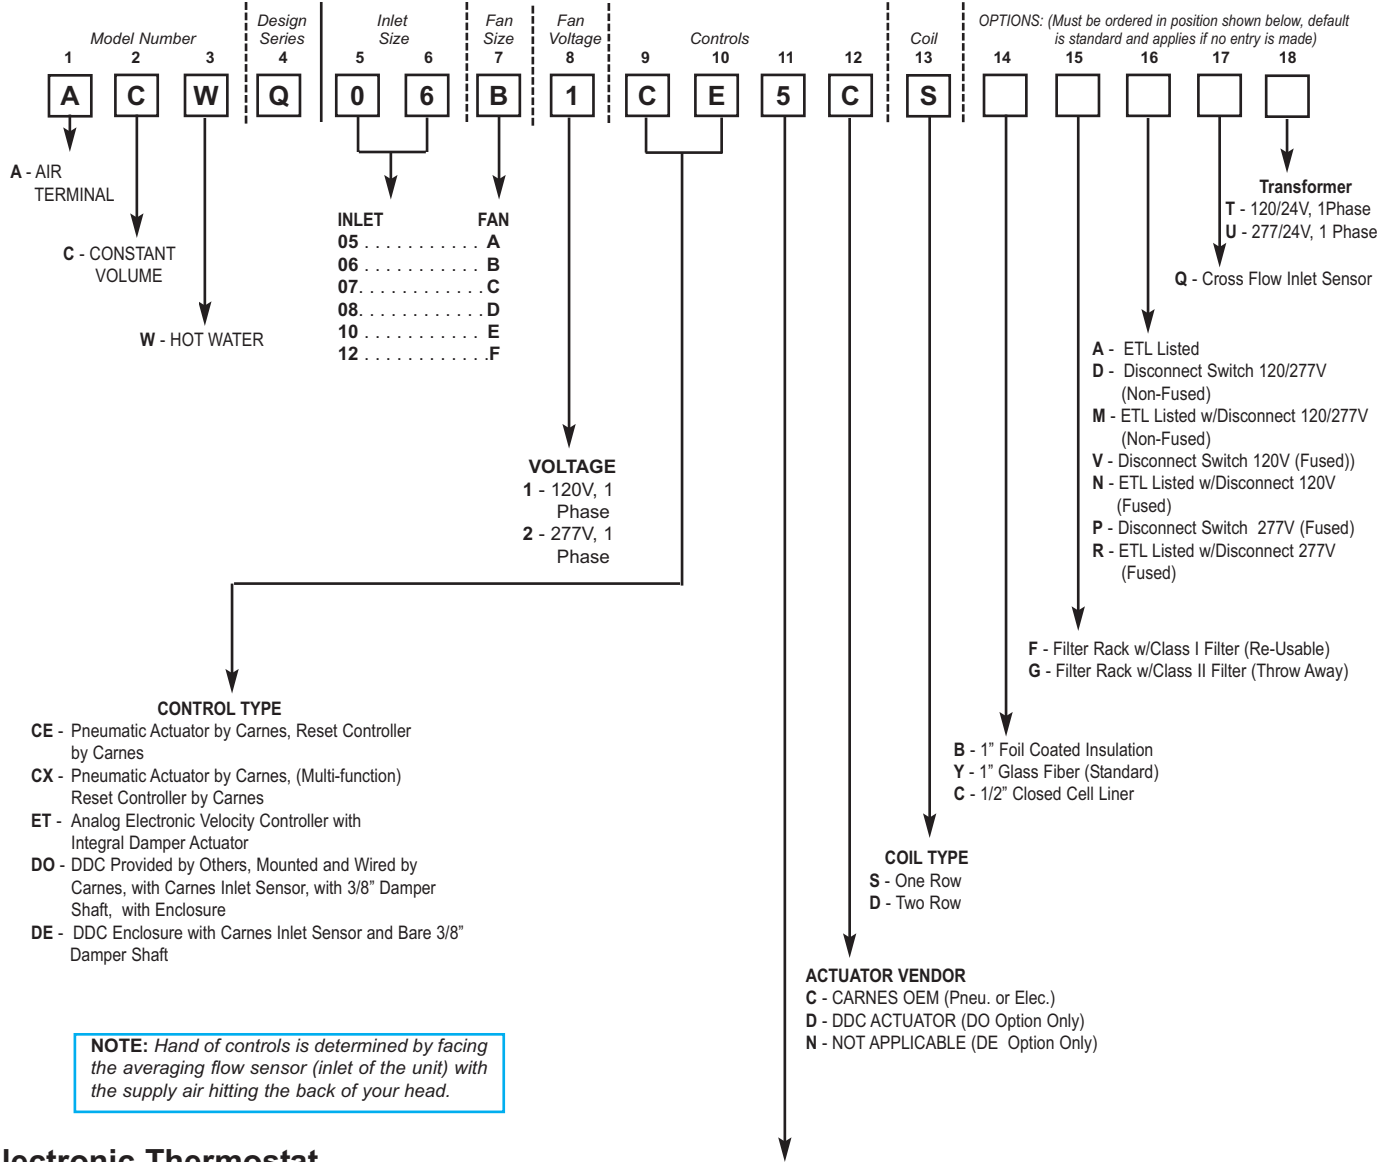 Model Number
Design Series
Inlet Size
Fan Size
Fan Voltage
Controls
Coil
OPTIONS: (Must be ordered in position shown below, default
is standard and applies if no entry is made)
1 2 3 4 5 6 7 8 9 10 11 12 13 14 15 16 17 18
A C W Q 0 6 B 1 C E 5 C S
A - AIR
TERMINAL
C - CONSTANT
VOLUME
W - HOT WATER
INLET FAN
05 . . . . . . . . . . . A
06 . . . . . . . . . . . B
07. . . . . . . . . . . . C
08. . . . . . . . . . . . D
10 . . . . . . . . . . . E
12 . . . . . . . . . . . .F
VOLTAGE
1 - 120V, 1
Phase
2 - 277V, 1
Phase
Transformer
T - 120/24V, 1Phase
U - 277/24V, 1 Phase
Q - Cross Flow Inlet Sensor
A - ETL Listed
D - Disconnect Switch 120/277V
(Non-Fused)
M - ETL Listed w/Disconnect 120/277V
(Non-Fused)
V - Disconnect Switch 120V (Fused))
N - ETL Listed w/Disconnect 120V
(Fused)
P - Disconnect Switch 277V (Fused)
R - ETL Listed w/Disconnect 277V
(Fused)
F - Filter Rack w/Class I Filter (Re-Usable)
G - Filter Rack w/Class II Filter (Throw Away)
B - 1” Foil Coated Insulation
Y - 1” Glass Fiber (Standard)
C - 1/2” Closed Cell Liner
COIL TYPE
S - One Row
D - Two Row
ACTUATOR VENDOR
C - CARNES OEM (Pneu. or Elec.)
D - DDC ACTUATOR (DO Option Only)
N - NOT APPLICABLE (DE Option Only)
CONTROL TYPE
CE - Pneumatic Actuator by Carnes, Reset Controller
by Carnes
CX - Pneumatic Actuator by Carnes, (Multi-function)
Reset Controller by Carnes
ET - Analog Electronic Velocity Controller with
Integral Damper Actuator
DO - DDC Provided by Others, Mounted and Wired by
Carnes, with Carnes Inlet Sensor, with 3/8” Damper
Shaft, with Enclosure
DE - DDC Enclosure with Carnes Inlet Sensor and Bare 3/8”
Damper Shaft
NOTE: Hand of controls is determined by facing
the averaging flow sensor (inlet of the unit) with
the supply air hitting the back of your head.
lectronic Thermostat